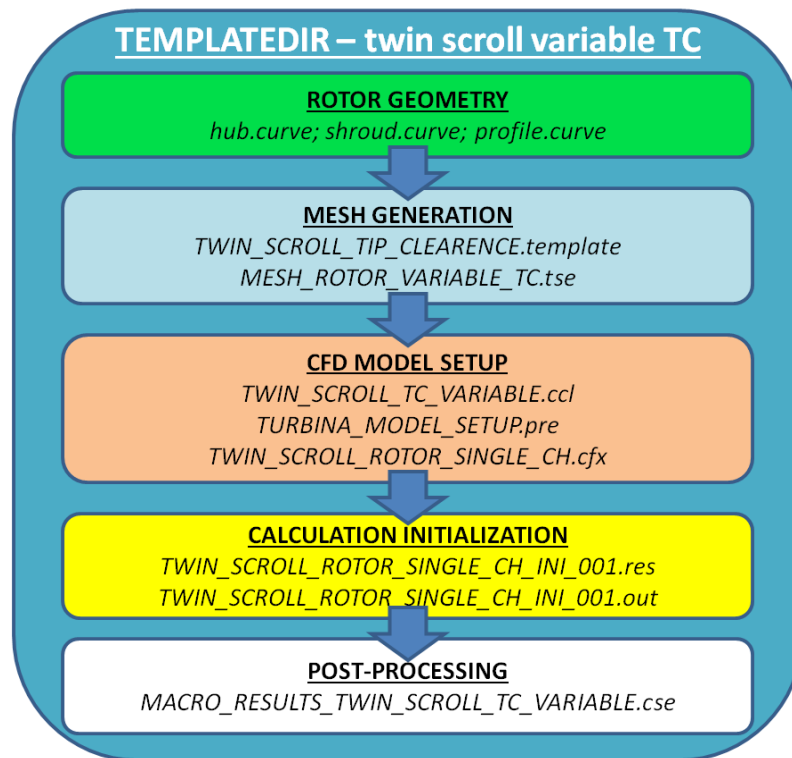 TEMPLATEDIR – twin scroll variable TC
ROTOR GEOMETRY
hub.curve; shroud.curve; profile.curve
MESH GENERATION
TWIN_SCROLL_TIP_CLEARENCE.template
MESH_ROTOR_VARIABLE_TC.tse
CFD MODEL SETUP
TWIN_SCROLL_TC_VARIABLE.ccl
TURBINA_MODEL_SETUP.pre
TWIN_SCROLL_ROTOR_SINGLE_CH.cfx
CALCULATION INITIALIZATION
TWIN_SCROLL_ROTOR_SINGLE_CH_INI_001.res
TWIN_SCROLL_ROTOR_SINGLE_CH_INI_001.out
POST-PROCESSING
MACRO_RESULTS_TWIN_SCROLL_TC_VARIABLE.cse